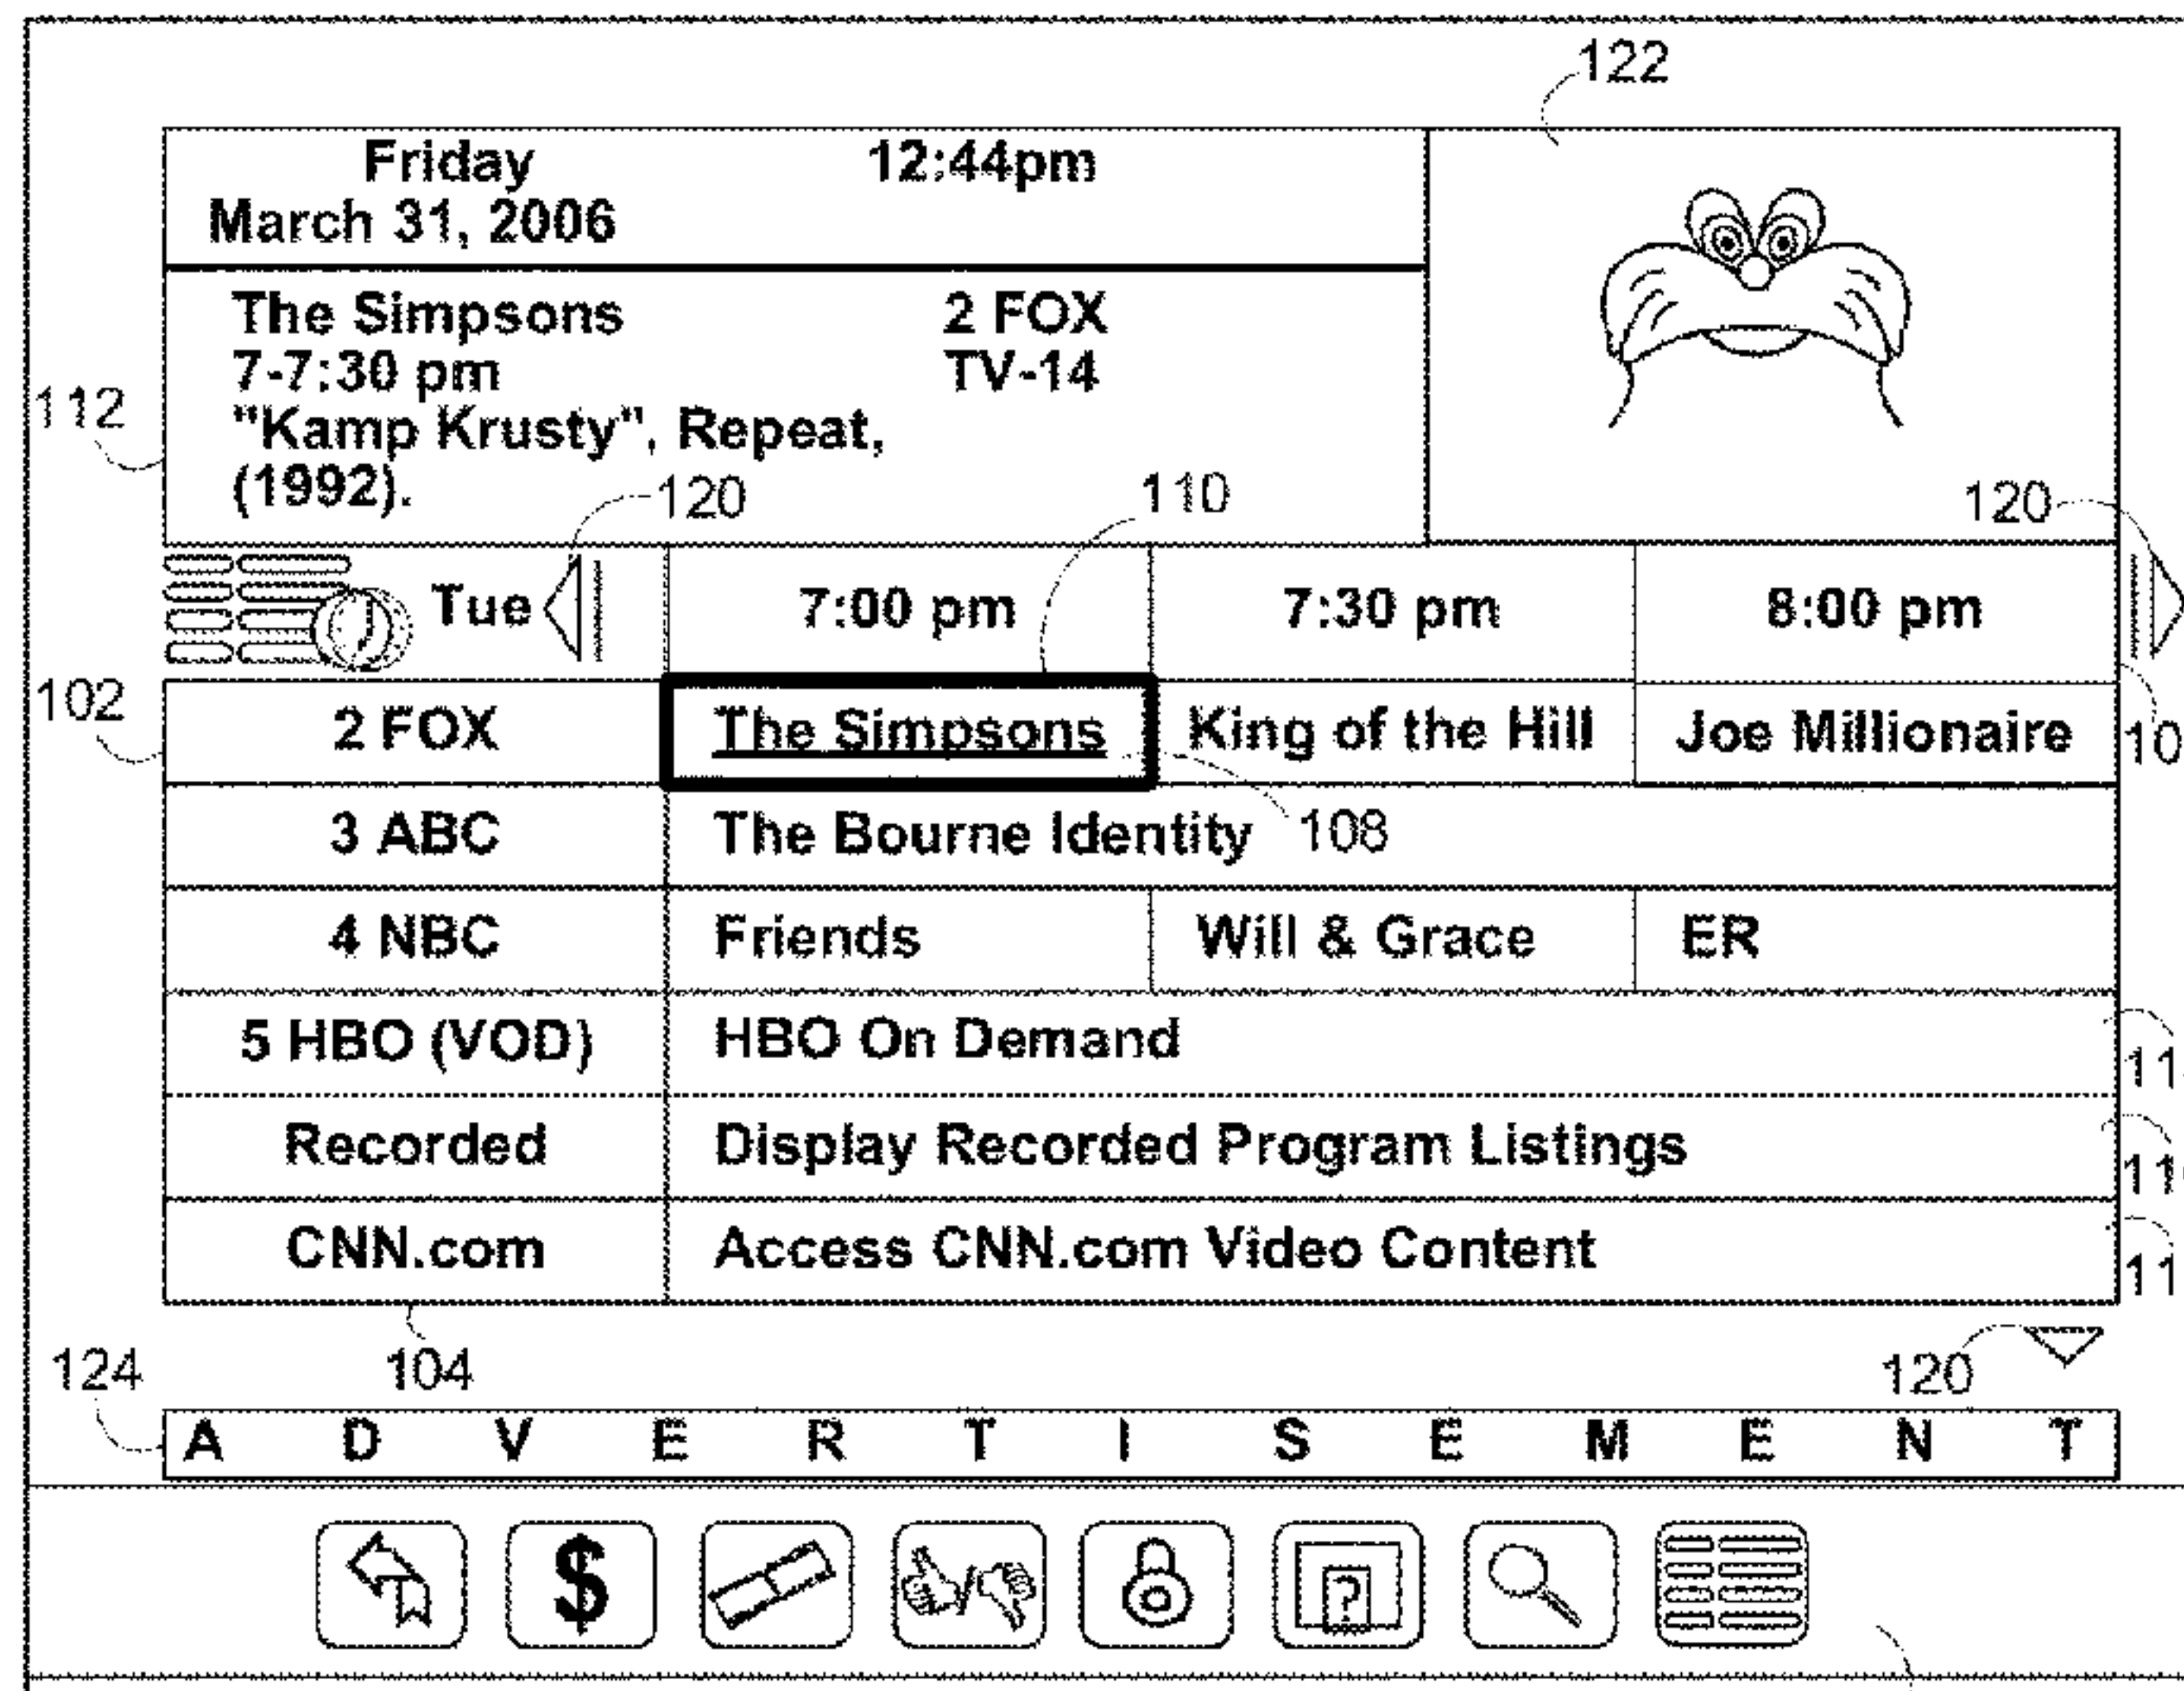 122
Friday 12:44pm
March 31, 2006
The Simpsons 2 FOX
7-7:30 pm TV-14
112
"Kamp Krusty", Repeat,
(1992).
120 110 120
Tue 7:00 pm 7:30 pm 8:00 pm
102
2 FOX The Simpsons King of the Hill Joe Millionaire
3 ABC The Bourne Identity 108
4 NBC Friends Will & Grace ER
5 HBO (VOD) HBO On Demand
Recorded Display Recorded Program Listings
CNN.com Access CNN.com Video Content
124 104 120
A D V E R T I S E M E N T
$ / ?